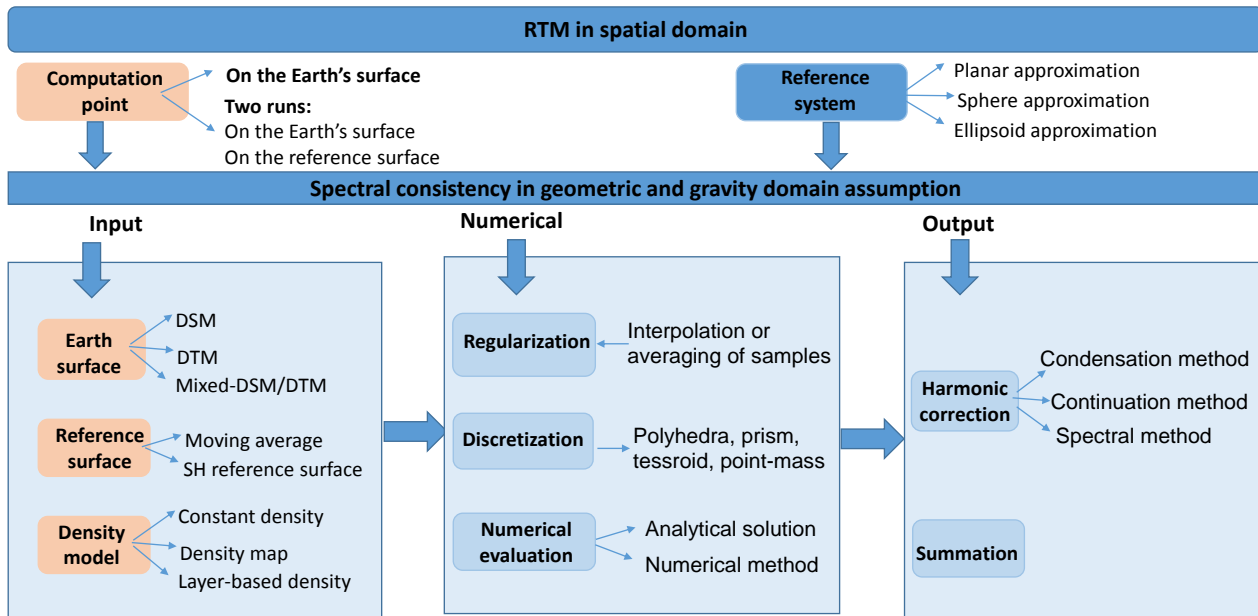 RTM in spatial domain
Computation
point
On the Earth's surface
Two runs:
On the Earth's surface
On the reference surface
Reference
system
Planar approximation
Sphere approximation
Ellipsoid approximation
Spectral consistency in geometric and gravity domain assumption
Input
Earth
surface
DSM
DTM
Mixed-DSM/DTM
Reference
surface
Moving average
SH reference surface
Density
model
Constant density
Density map
Layer-based density
Numerical
Regularization
Interpolation or
averaging of samples
Discretization
Polyhedra, prism,
tessroid, point-mass
Numerical
evaluation
Analytical solution
Numerical method
Output
Harmonic
correction
Condensation method
Continuation method
Spectral method
Summation